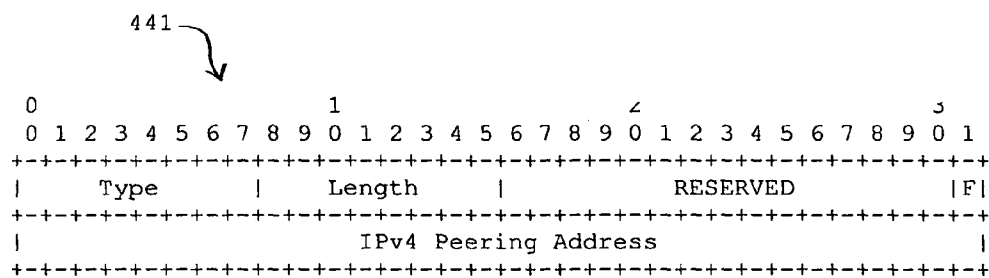 441
0                   1                   2                   3
0 1 2 3 4 5 6 7 8 9 0 1 2 3 4 5 6 7 8 9 0 1 2 3 4 5 6 7 8 9 0 1
+-+-+-+-+-+-+-+-+-+-+-+-+-+-+-+-+-+-+-+-+-+-+-+-+-+-+-+-+-+-+-+-+
|     Type      |    Length     |          RESERVED           |F|
+-+-+-+-+-+-+-+-+-+-+-+-+-+-+-+-+-+-+-+-+-+-+-+-+-+-+-+-+-+-+-+-+
|                      IPv4 Peering Address                     |
+-+-+-+-+-+-+-+-+-+-+-+-+-+-+-+-+-+-+-+-+-+-+-+-+-+-+-+-+-+-+-+-+